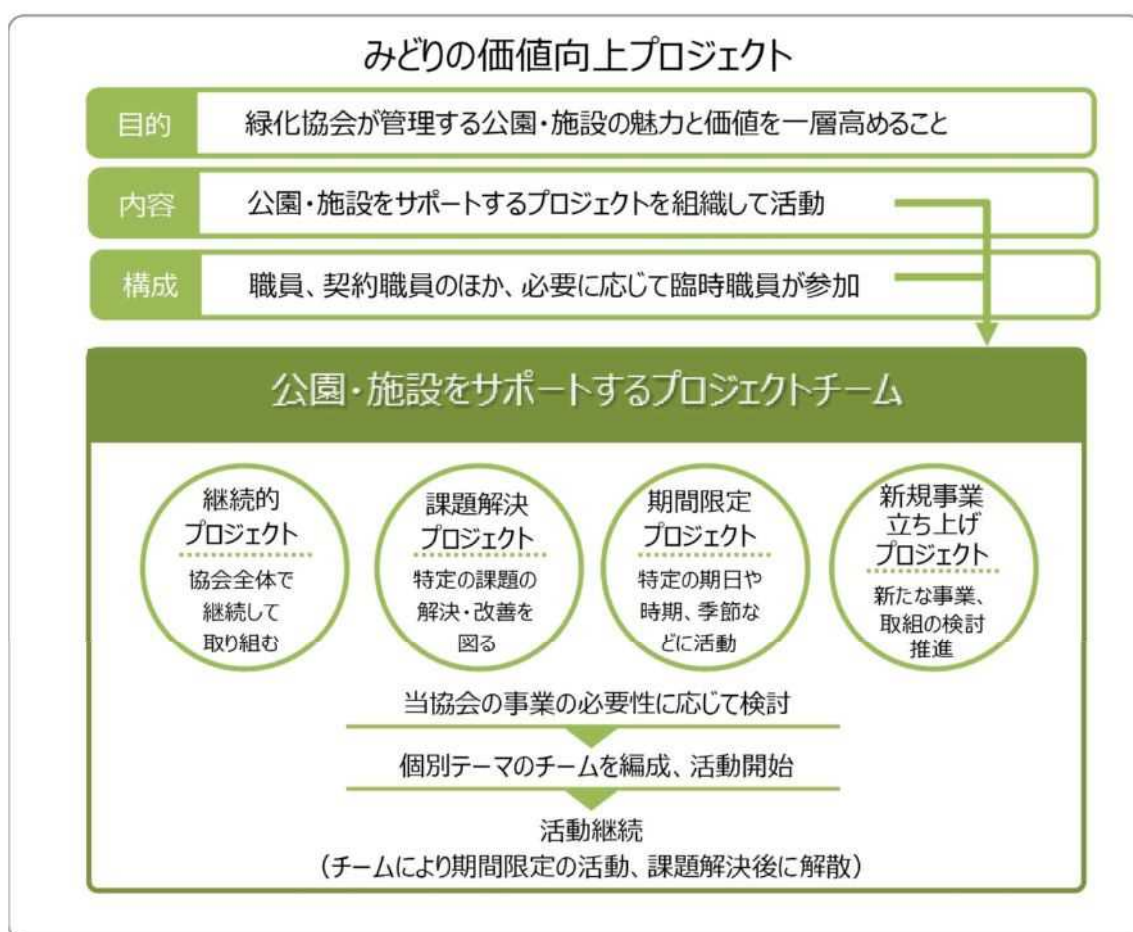 みどりの価値向上プロジェクト
目的
緑化協会が管理する公園・施設の魅力と価値を一層高めること
内容
公園・施設をサポートするプロジェクトを組織して活動
構成
職員、契約職員のほか、必要に応じて臨時職員が参加
公園・施設をサポートするプロジェクトチーム
継続的
プロジェクト
協会全体で
継続して
取り組む
課題解決
プロジェクト
特定の課題の
解決・改善を
図る
期間限定
プロジェクト
特定の期日や
時期、季節な
どに活動
新規事業
立ち上げ
プロジェクト
新たな事業、
取組の検討
推進
当協会の事業の必要性に応じて検討
個別テーマのチームを編成、活動開始
活動継続
（チームにより期間限定の活動、課題解決後に解散）